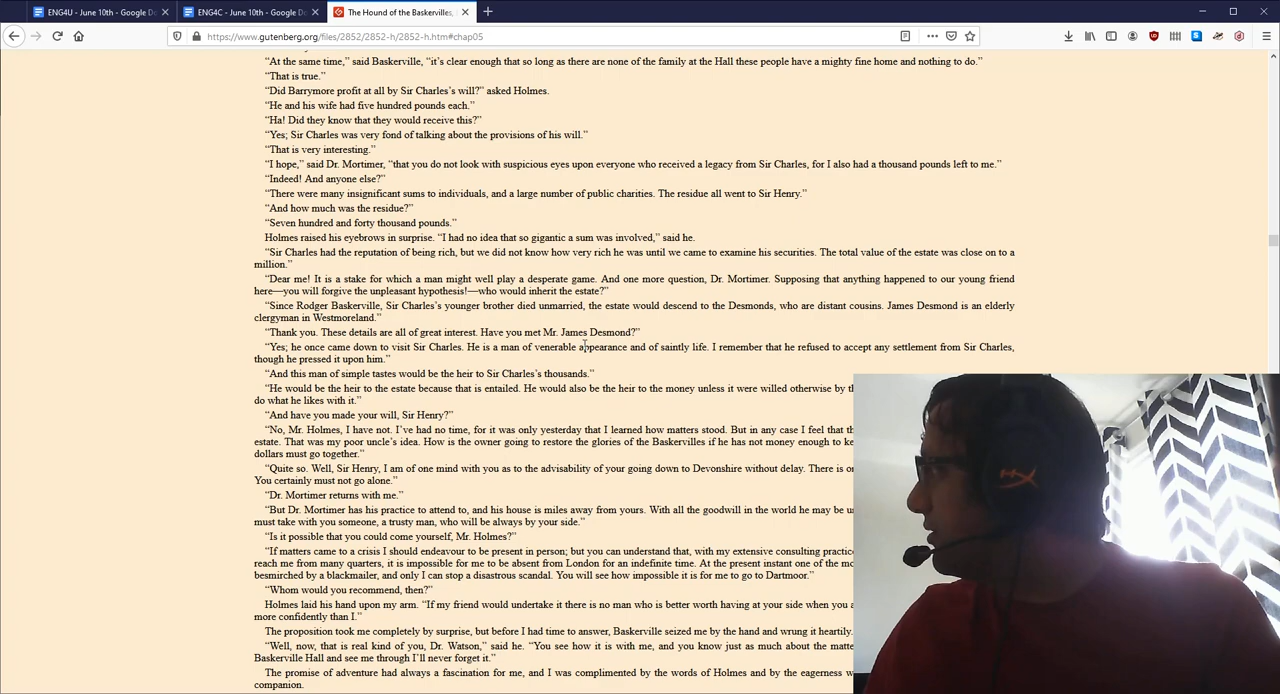 ENG4U - June 10th - Google Do
ENG4C - June 10th - Google Do
The Hound of the Baskervilles,
https://www.gutenberg.org/files/2852/2852-h/2852-h.htm#chap05
“At the same time,” said Baskerville, “it’s clear enough that so long as there are none of the family at the Hall these people have a mighty fine home and nothing to do.”
“That is true.”
“Did Barrymore profit at all by Sir Charles’s will?” asked Holmes.
“He and his wife had five hundred pounds each.”
“Ha! Did they know that they would receive this?”
“Yes; Sir Charles was very fond of talking about the provisions of his will.”
“That is very interesting.”
“I hope,” said Dr. Mortimer, “that you do not look with suspicious eyes upon everyone who received a legacy from Sir Charles, for I also had a thousand pounds left to me.”
“Indeed! And anyone else?”
“There were many insignificant sums to individuals, and a large number of public charities. The residue all went to Sir Henry.”
“And how much was the residue?”
“Seven hundred and forty thousand pounds.”
Holmes raised his eyebrows in surprise. “I had no idea that so gigantic a sum was involved,” said he.
“Sir Charles had the reputation of being rich, but we did not know how very rich he was until we came to examine his securities. The total value of the estate was close on to a
million.”
“Dear me! It is a stake for which a man might well play a desperate game. And one more question, Dr. Mortimer. Supposing that anything happened to our young friend
here—you will forgive the unpleasant hypothesis!—who would inherit the estate?”
“Since Rodger Baskerville, Sir Charles’s younger brother died unmarried, the estate would descend to the Desmonds, who are distant cousins. James Desmond is an elderly
clergyman in Westmoreland.”
“Thank you. These details are all of great interest. Have you met Mr. James Desmond?”
“Yes; he once came down to visit Sir Charles. He is a man of venerable appearance and of saintly life. I remember that he refused to accept any settlement from Sir Charles,
though he pressed it upon him.”
“And this man of simple tastes would be the heir to Sir Charles’s thousands.”
“He would be the heir to the estate because that is entailed. He would also be the heir to the money unless it were willed otherwise by th
do what he likes with it.”
“And have you made your will, Sir Henry?”
“No, Mr. Holmes, I have not. I’ve had no time, for it was only yesterday that I learned how matters stood. But in any case I feel that th
estate. That was my poor uncle’s idea. How is the owner going to restore the glories of the Baskervilles if he has not money enough to ke
dollars must go together.”
“Quite so. Well, Sir Henry, I am of one mind with you as to the advisability of your going down to Devonshire without delay. There is o
You certainly must not go alone.”
“Dr. Mortimer returns with me.”
“But Dr. Mortimer has his practice to attend to, and his house is miles away from yours. With all the goodwill in the world he may be u
must take with you someone, a trusty man, who will be always by your side.”
“Is it possible that you could come yourself, Mr. Holmes?”
“If matters came to a crisis I should endeavour to be present in person; but you can understand that, with my extensive consulting practic
reach me from many quarters, it is impossible for me to be absent from London for an indefinite time. At the present instant one of the mo
besmirched by a blackmailer, and only I can stop a disastrous scandal. You will see how impossible it is for me to go to Dartmoor.”
“Whom would you recommend, then?”
Holmes laid his hand upon my arm. “If my friend would undertake it there is no man who is better worth having at your side when you a
more confidently than I.”
The proposition took me completely by surprise, but before I had time to answer, Baskerville seized me by the hand and wrung it heartily.
“Well, now, that is real kind of you, Dr. Watson,” said he. “You see how it is with me, and you know just as much about the matte
Baskerville Hall and see me through I’ll never forget it.”
The promise of adventure had always a fascination for me, and I was complimented by the words of Holmes and by the eagerness w
companion.